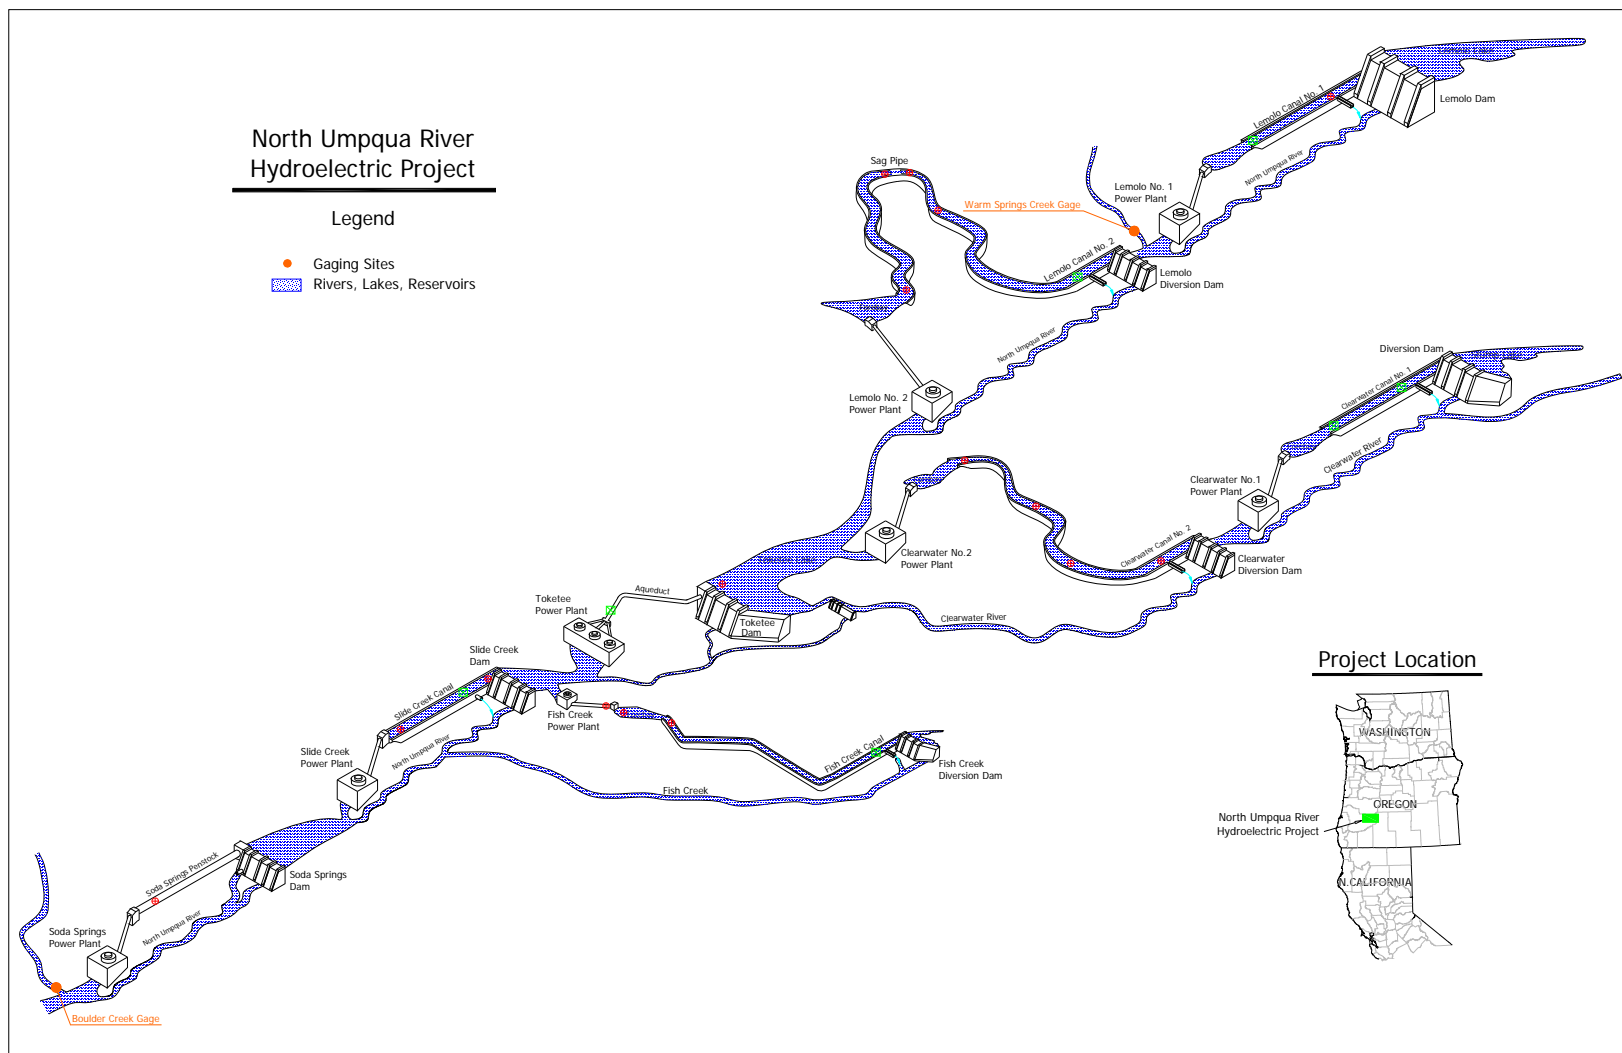 North Umpqua River
Hydroelectric Project
Legend
Gaging Sites
Rivers, Lakes, Reservoirs
Lemolo Dam
Lemolo Canal No. 1
North Umpqua River
Sag Pipe
Lemolo No. 1
Power Plant
Warm Springs Creek Gage
Lemolo Canal No. 2
Lemolo
Diversion Dam
North Umpqua River
Lemolo No. 2
Power Plant
Diversion Dam
Clearwater Canal No. 1
Clearwater River
Clearwater No.1
Power Plant
Clearwater Canal No. 2
Clearwater
Diversion Dam
Clearwater No.2
Power Plant
Clearwater River
Aqueduct
Toketee
Power Plant
Toketee
Dam
Slide Creek
Dam
Slide Creek Canal
Fish Creek
Power Plant
Slide Creek
Power Plant
North Umpqua River
Fish Creek Canal
Fish Creek
Diversion Dam
Fish Creek
Soda Springs Penstock
Soda Springs
Dam
North Umpqua River
Soda Springs
Power Plant
Boulder Creek Gage
Project Location
WASHINGTON
OREGON
North Umpqua River
Hydroelectric Project
N.CALIFORNIA